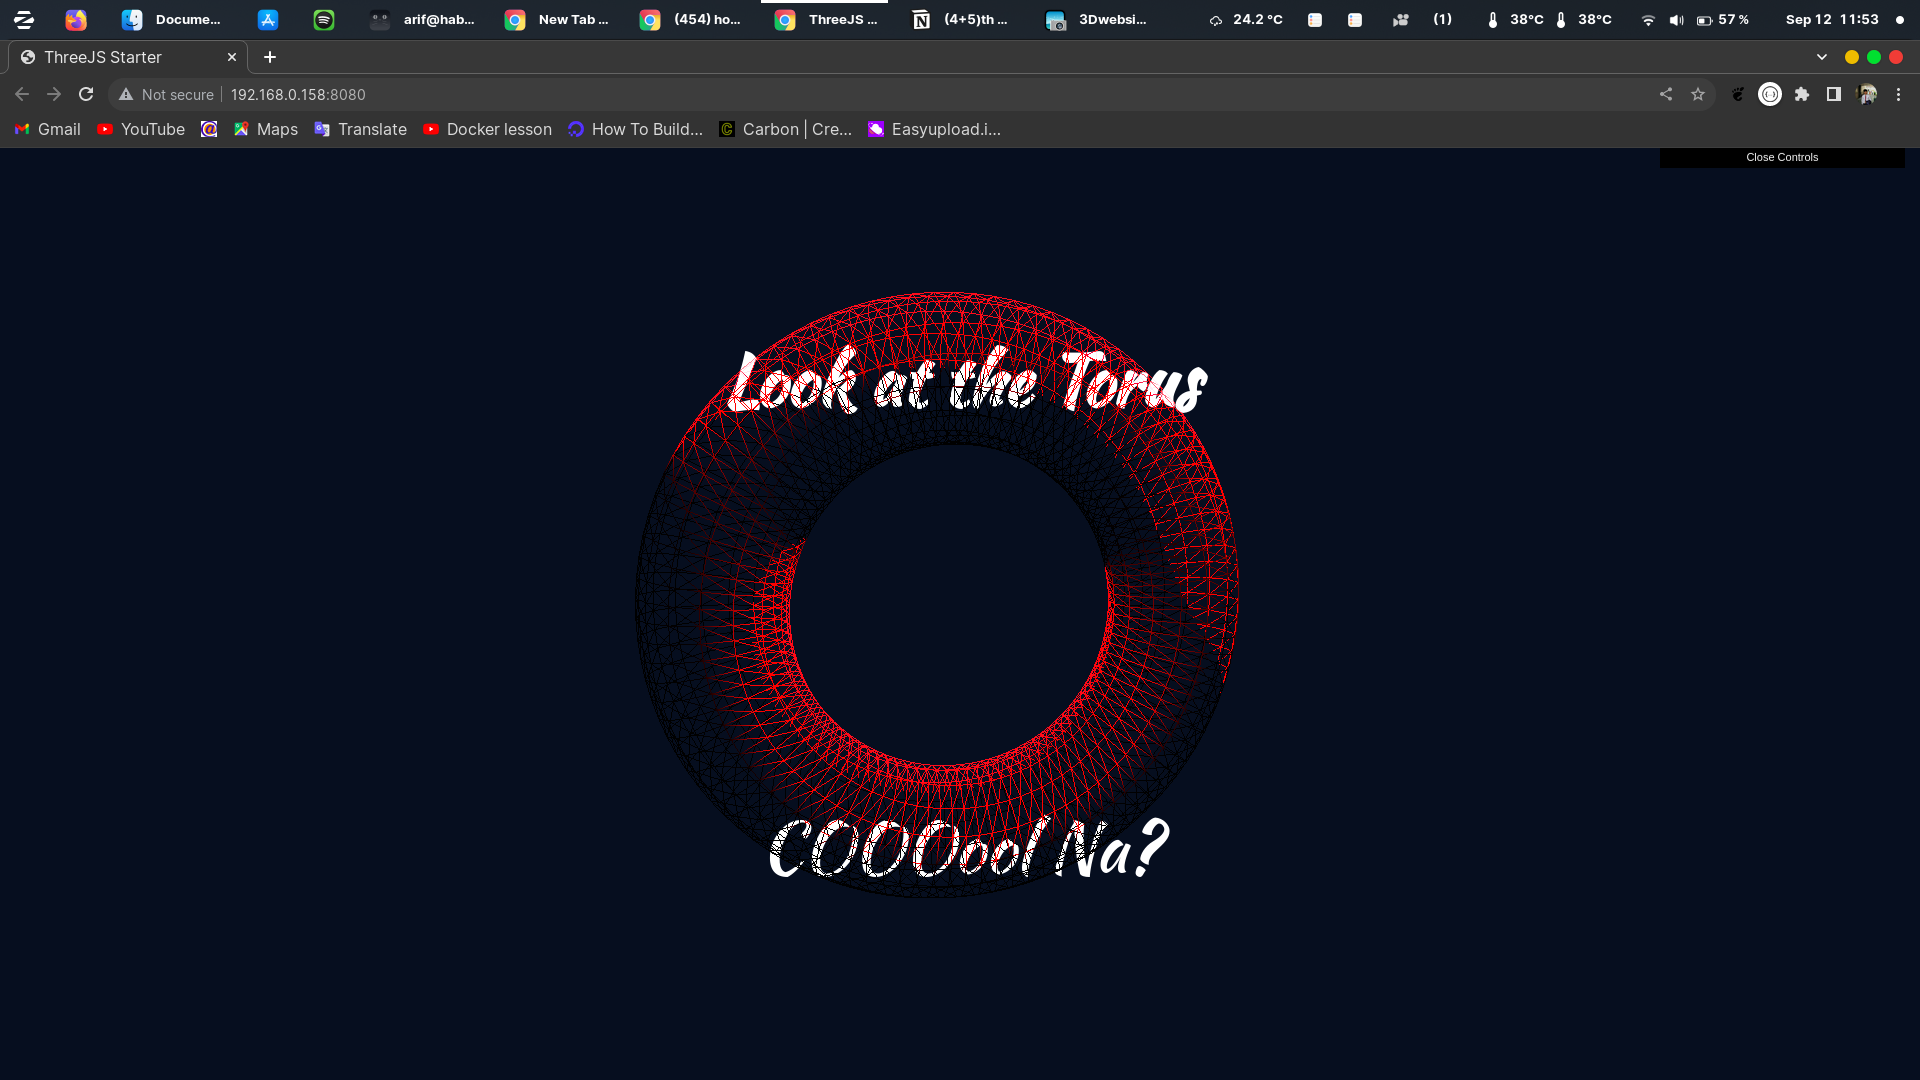 Docume...
arif@hab...
New Tab ...
(454) ho...
ThreeJS ...
(4+5)th ...
3Dwebsi...
24.2 °C
(1)
38°C
38°C
57 %
Sep 12 11:53
ThreeJS Starter
Not secure
192.168.0.158:8080
Gmail
YouTube
Maps
Translate
Docker lesson
How To Build...
Carbon | Cre...
Easyupload.i...
Close Controls
Look at the Torus
COOOool Na?